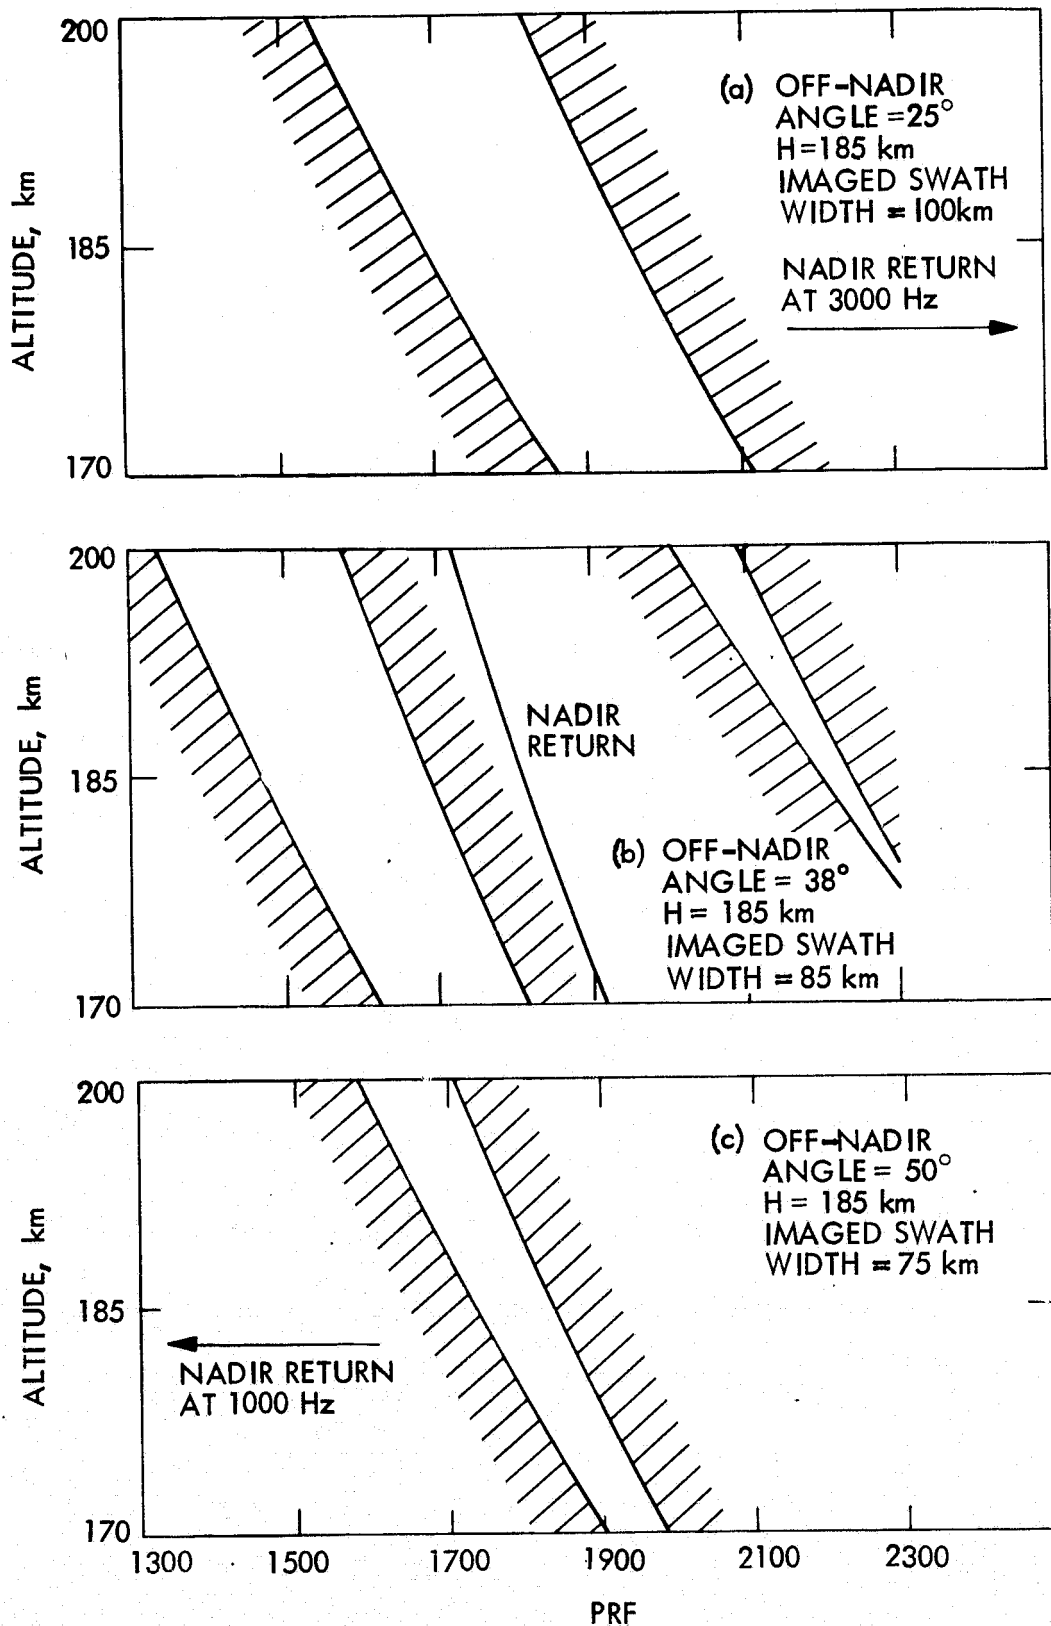 200
185
170
ALTITUDE, km
(a) OFF-NADIR
ANGLE =25°
H=185 km
IMAGED SWATH
WIDTH = 100km
NADIR RETURN
AT 3000 Hz
200
185
170
ALTITUDE, km
NADIR
RETURN
(b) OFF-NADIR
ANGLE = 38°
H = 185 km
IMAGED SWATH
WIDTH = 85 km
200
185
170
ALTITUDE, km
(c) OFF-NADIR
ANGLE = 50°
H = 185 km
IMAGED SWATH
WIDTH = 75 km
NADIR RETURN
AT 1000 Hz
1300 1500 1700 1900 2100 2300
PRF